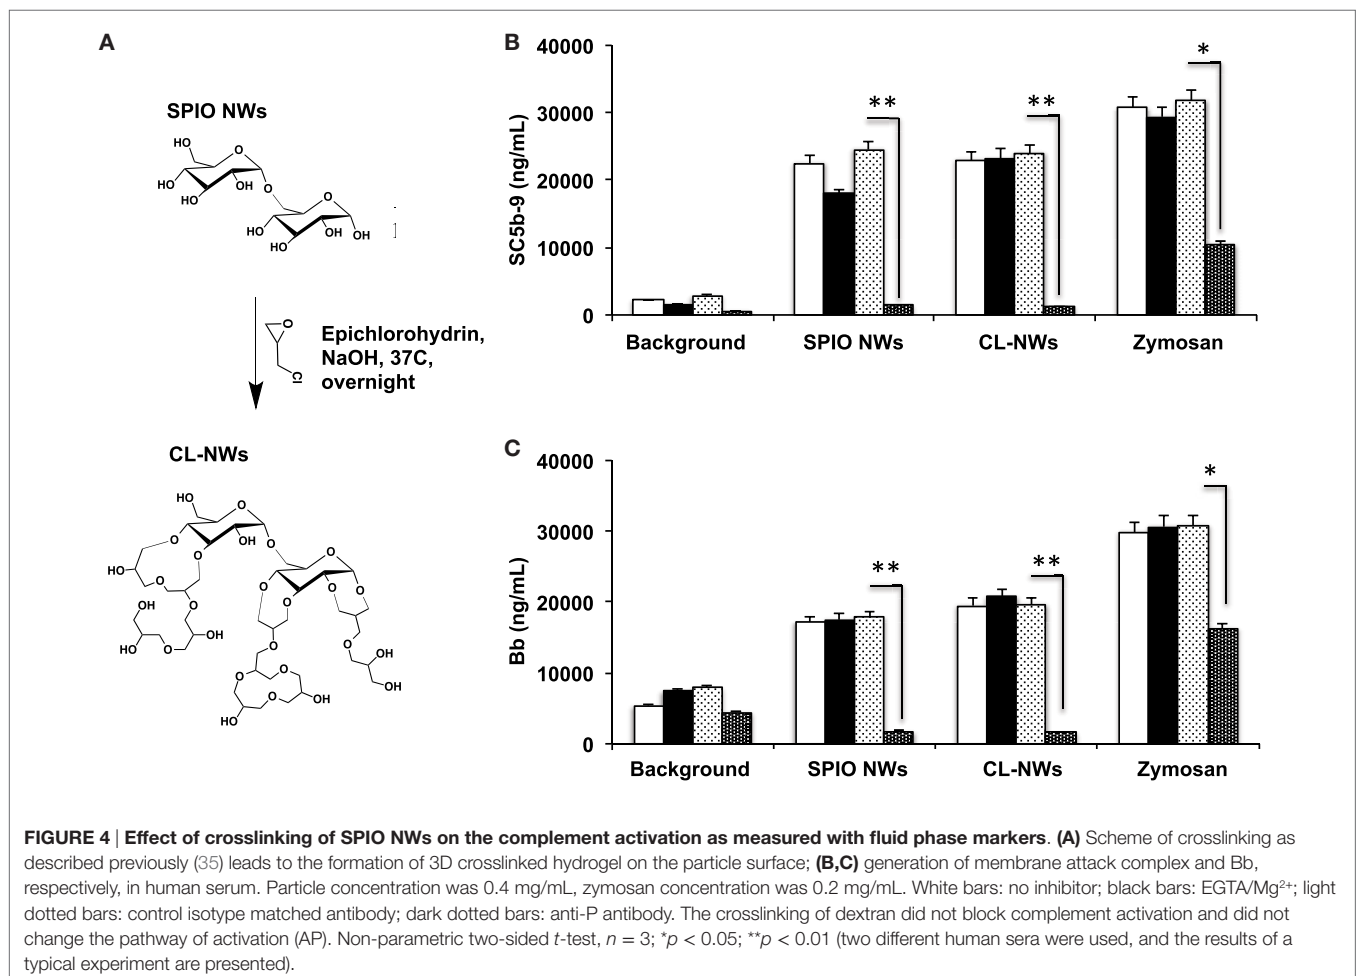 A
SPIO NWs
HO
O
HO
HO
OH
O
O
HO
HO
OH
OH
O
Cl
Epichlorohydrin,
NaOH, 37C,
overnight
CL-NWs
HO
O
O
OH
O
O
HO
O
O
O
O
O
O
O
OH
HO
OH
O
O
O
OH
HO
O
O
O
OH
HO
B
SC5b-9 (ng/mL)
40000
30000
20000
10000
0
**
**
*
Background
SPIO NWs
CL-NWs
Zymosan
C
Bb (ng/mL)
40000
30000
20000
10000
0
**
**
*
Background
SPIO NWs
CL-NWs
Zymosan
FIGURE 4 | Effect of crosslinking of SPIO NWs on the complement activation as measured with fluid phase markers. (A) Scheme of crosslinking as
described previously (35) leads to the formation of 3D crosslinked hydrogel on the particle surface; (B,C) generation of membrane attack complex and Bb,
respectively, in human serum. Particle concentration was 0.4 mg/mL, zymosan concentration was 0.2 mg/mL. White bars: no inhibitor; black bars: EGTA/Mg²⁺; light
dotted bars: control isotype matched antibody; dark dotted bars: anti-P antibody. The crosslinking of dextran did not block complement activation and did not
change the pathway of activation (AP). Non-parametric two-sided t-test, n = 3; *p < 0.05; **p < 0.01 (two different human sera were used, and the results of a
typical experiment are presented).